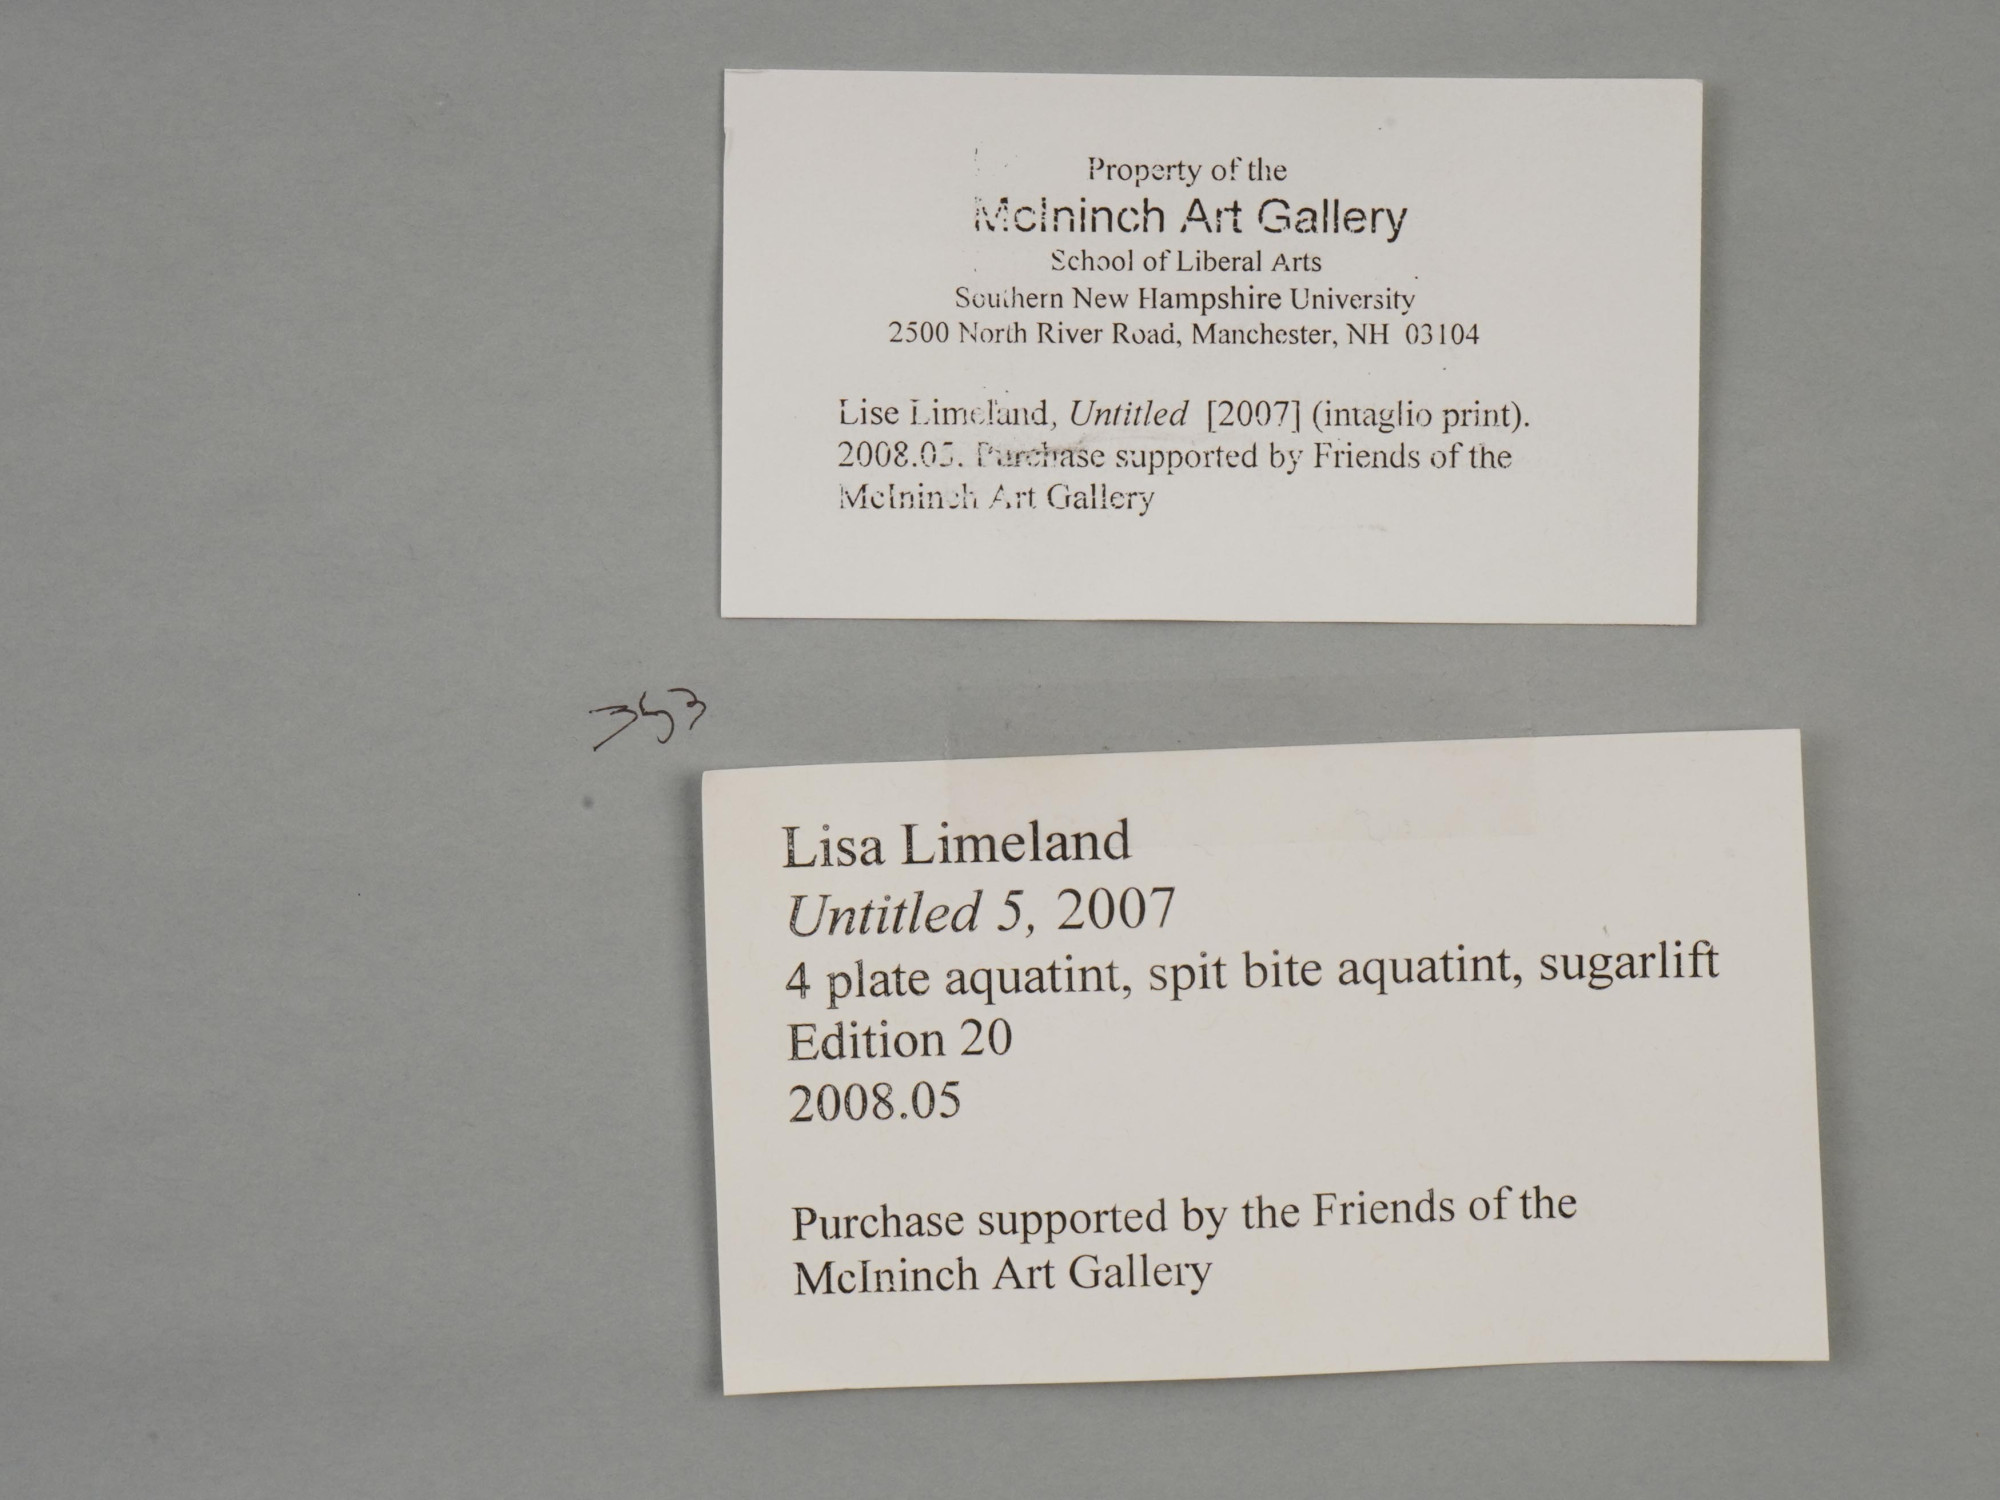 Property of the
McIninch Art Gallery
School of Liberal Arts
Southern New Hampshire University
2500 North River Road, Manchester, NH 03104
Lise Limeland, Untitled [2007] (intaglio print).
2008.05. Purchase supported by Friends of the
McIninch Art Gallery
353
Lisa Limeland
Untitled 5, 2007
4 plate aquatint, spit bite aquatint, sugarlift
Edition 20
2008.05
Purchase supported by the Friends of the
McIninch Art Gallery